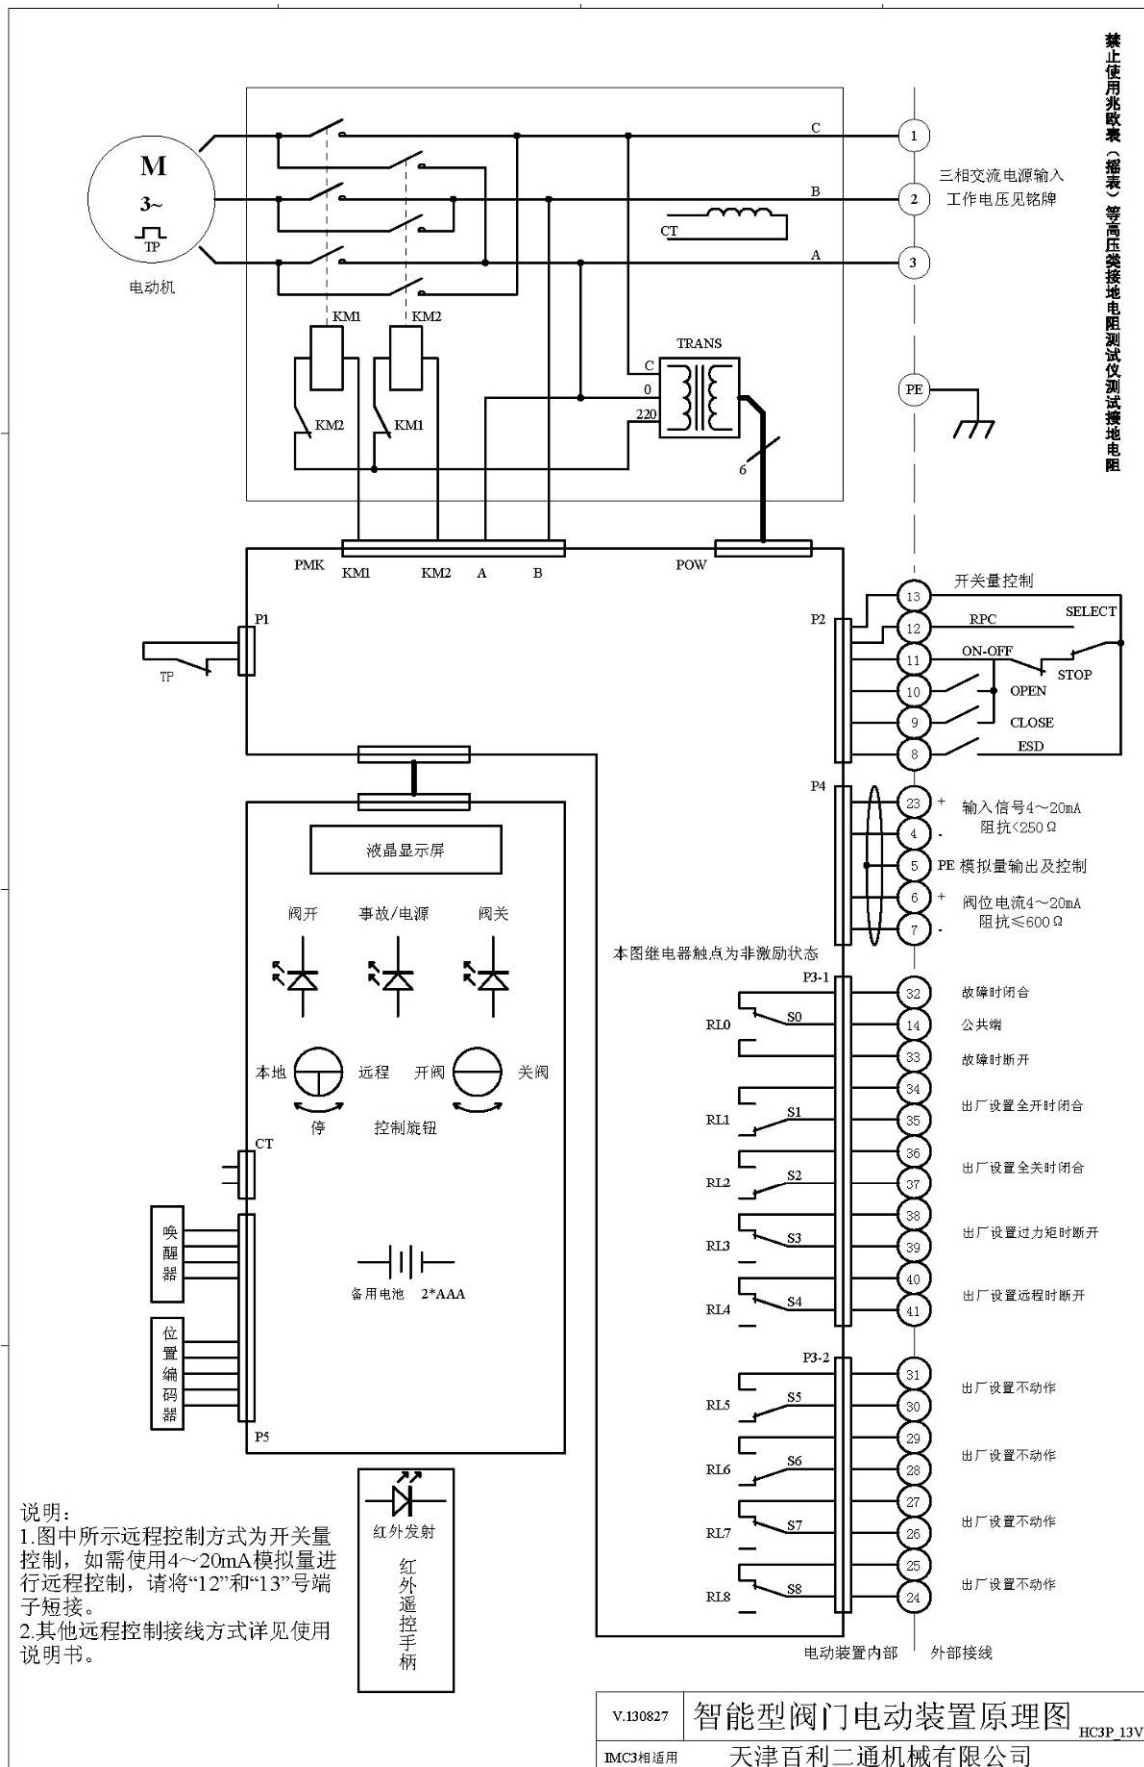 禁止使用兆欧表（摇表）等高压类接地电阻测试仪测试接地电阻
C
1
M
3~
TP
电动机
三相交流电源输入
B
2
工作电压见铭牌
CT
A
3
KM1
KM2
TRANS
C
0
220
PE
KM2
KM1
6
PMK
KM1
KM2
A
B
POW
开关量控制
13
P1
P2
SELECT
12
RPC
11
ON-OFF
TP
STOP
10
OPEN
9
CLOSE
8
ESD
P4
23
+
输入信号4～20mA
阻抗<250Ω
4
-
5
PE 模拟量输出及控制
6
+
阀位电流4～20mA
阻抗≤600Ω
7
-
液晶显示屏
阀开
事故/电源
阀关
本图继电器触点为非激励状态
P3-1
32
故障时闭合
RL0
S0
14
公共端
33
故障时断开
本地
远程
开阀
关阀
停
控制旋钮
34
出厂设置全开时闭合
RL1
S1
35
CT
36
出厂设置全关时闭合
RL2
S2
37
38
出厂设置过力矩时断开
RL3
S3
39
唤醒器
备用电池 2*AAA
40
出厂设置远程时断开
RL4
S4
41
位置编码器
P5
P3-2
31
出厂设置不动作
RL5
S5
30
29
出厂设置不动作
RL6
S6
28
27
出厂设置不动作
RL7
S7
26
25
出厂设置不动作
RL8
S8
24
红外发射
红外遥控手柄
说明：
1.图中所示远程控制方式为开关量
控制，如需使用4～20mA模拟量进
行远程控制，请将“12”和“13”号端
子短接。
2.其他远程控制接线方式详见使用
说明书。
电动装置内部
外部接线
V.130827
智能型阀门电动装置原理图
HC3P_13V
IMC3相适用
天津百利二通机械有限公司